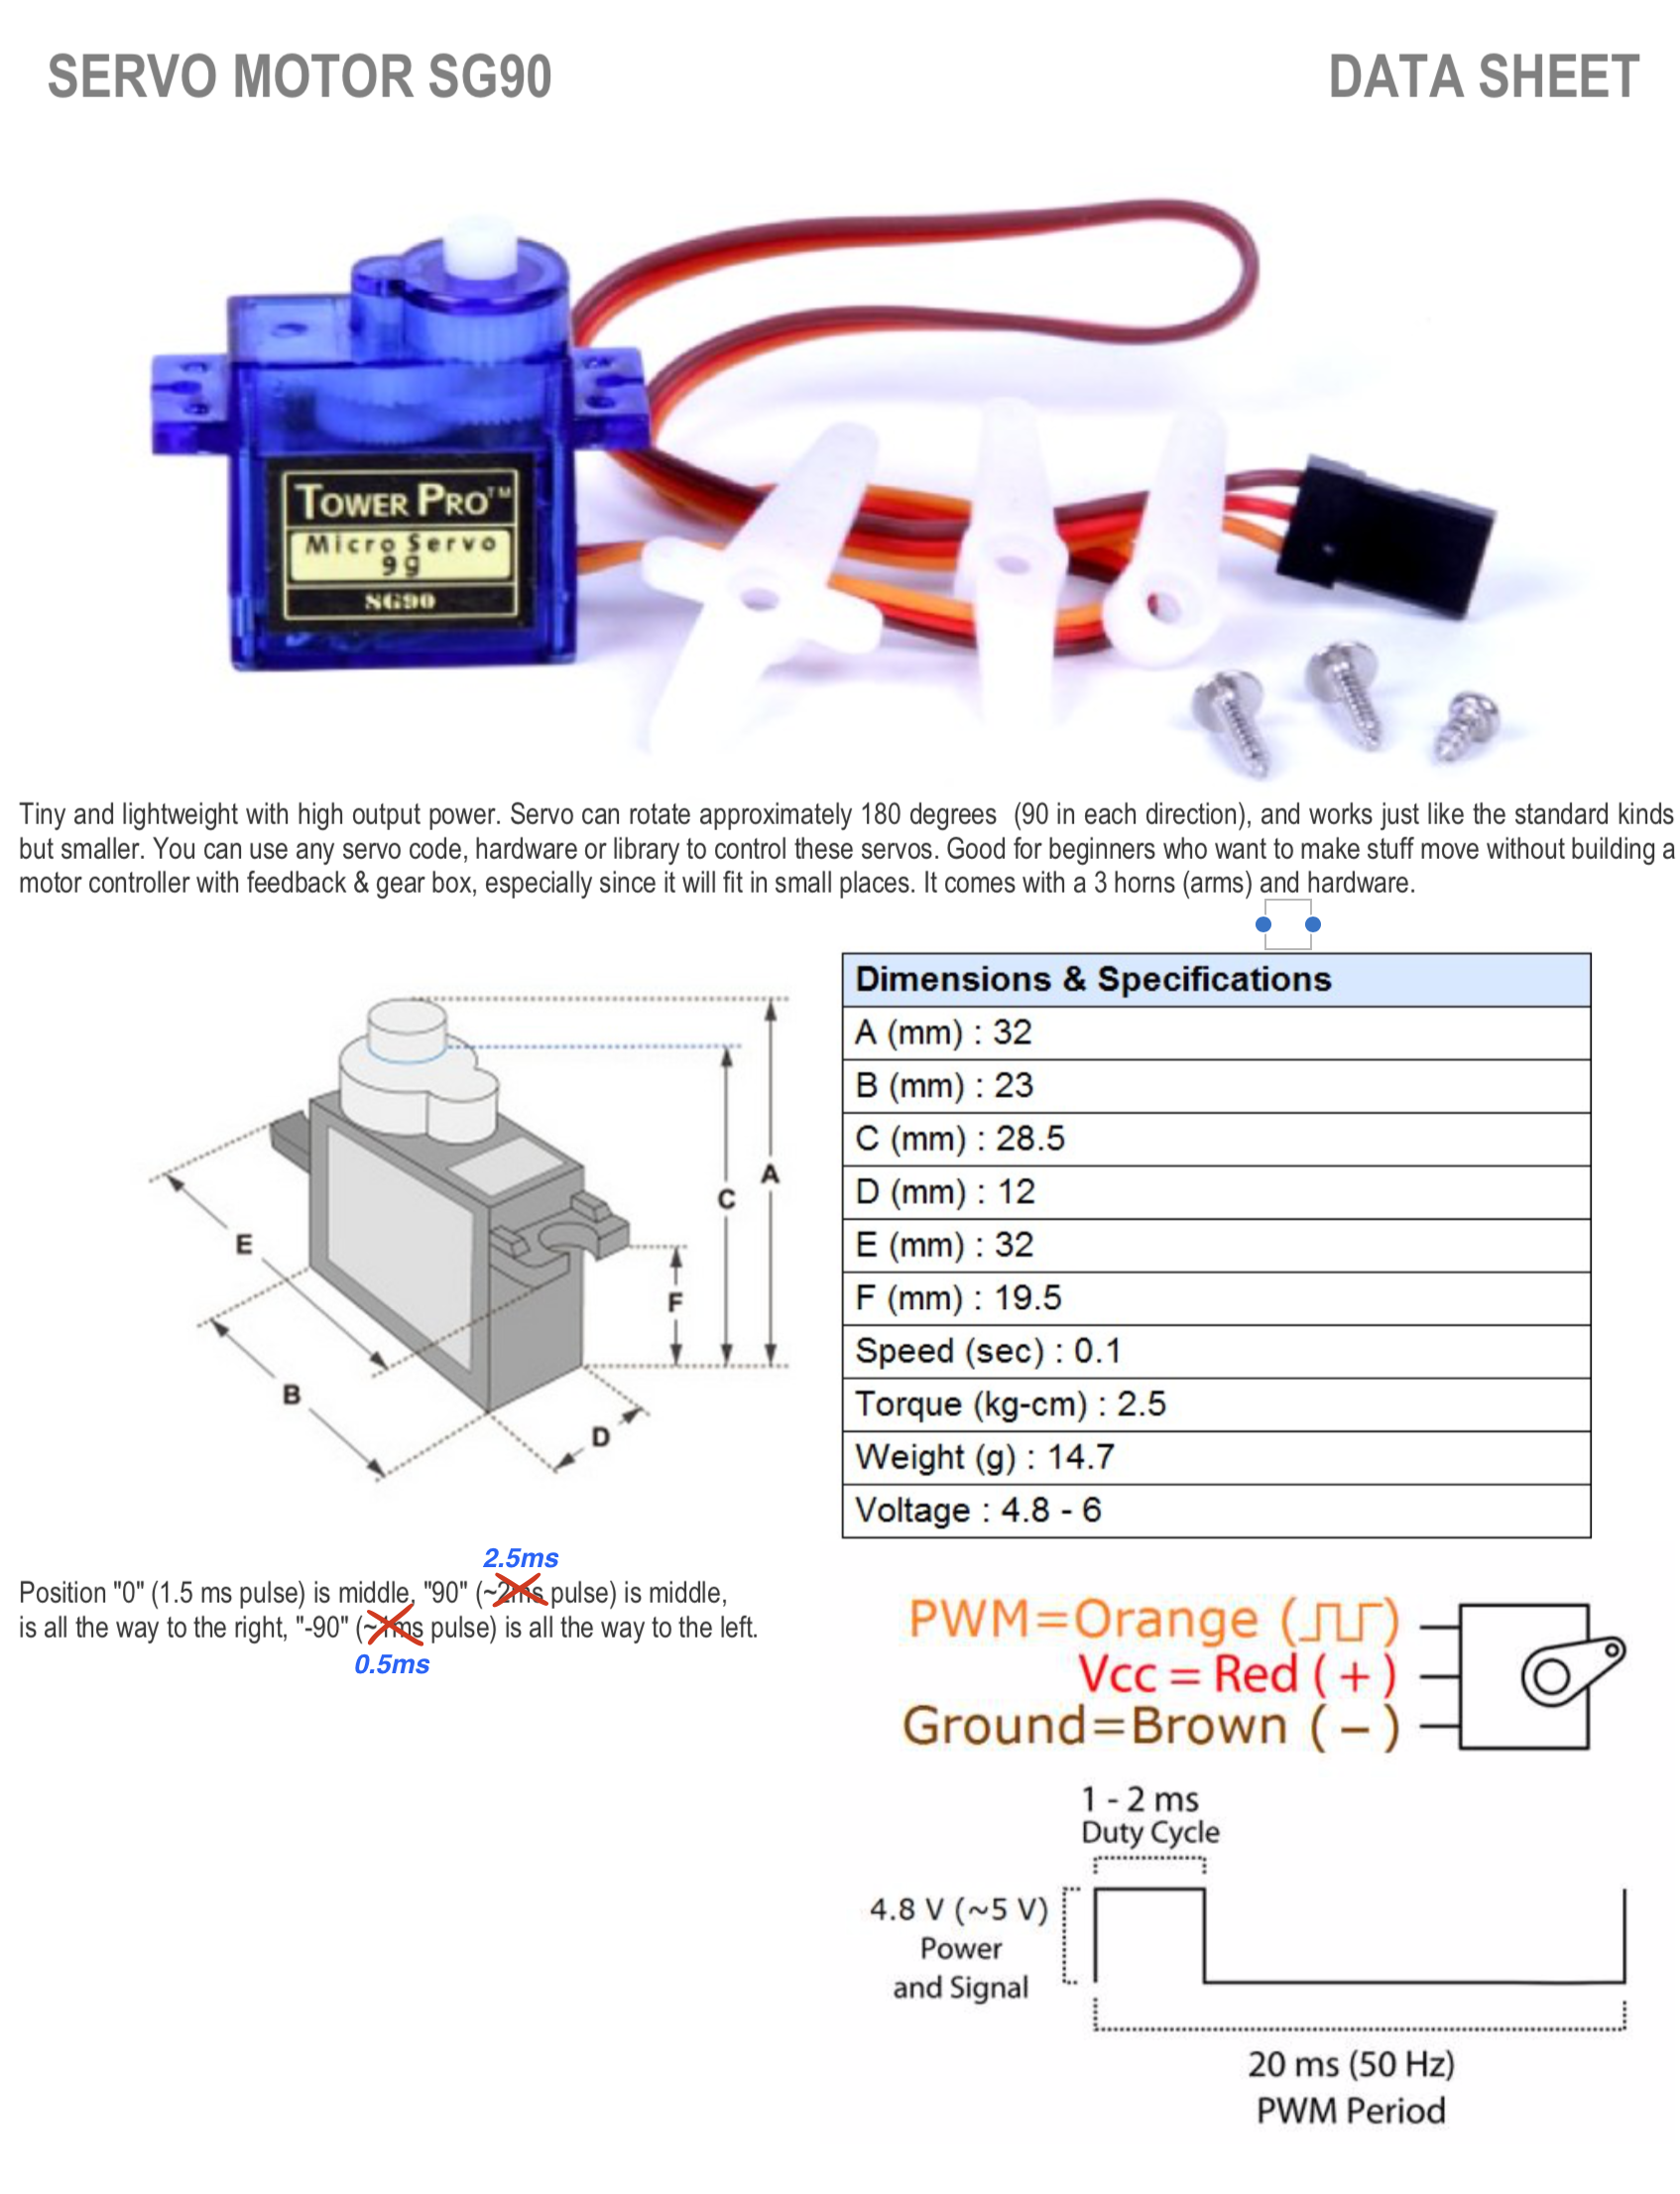 SERVO MOTOR SG90 DATA SHEET
TOWER PRO™
Micro Servo
9g
SG90
Tiny and lightweight with high output power. Servo can rotate approximately 180 degrees (90 in each direction), and works just like the standard kinds
but smaller. You can use any servo code, hardware or library to control these servos. Good for beginners who want to make stuff move without building a
motor controller with feedback & gear box, especially since it will fit in small places. It comes with a 3 horns (arms) and hardware.
A
C
E
F
B
D
Dimensions & Specifications
A (mm) : 32
B (mm) : 23
C (mm) : 28.5
D (mm) : 12
E (mm) : 32
F (mm) : 19.5
Speed (sec) : 0.1
Torque (kg-cm) : 2.5
Weight (g) : 14.7
Voltage : 4.8 - 6
2.5ms
Position "0" (1.5 ms pulse) is middle, "90" (~2ms pulse) is middle,
is all the way to the right, "-90" (~1ms pulse) is all the way to the left.
0.5ms
PWM=Orange (⎍⎍)
Vcc = Red ( + )
Ground=Brown ( − )
1 - 2 ms
Duty Cycle
4.8 V (~5 V)
Power
and Signal
20 ms (50 Hz)
PWM Period